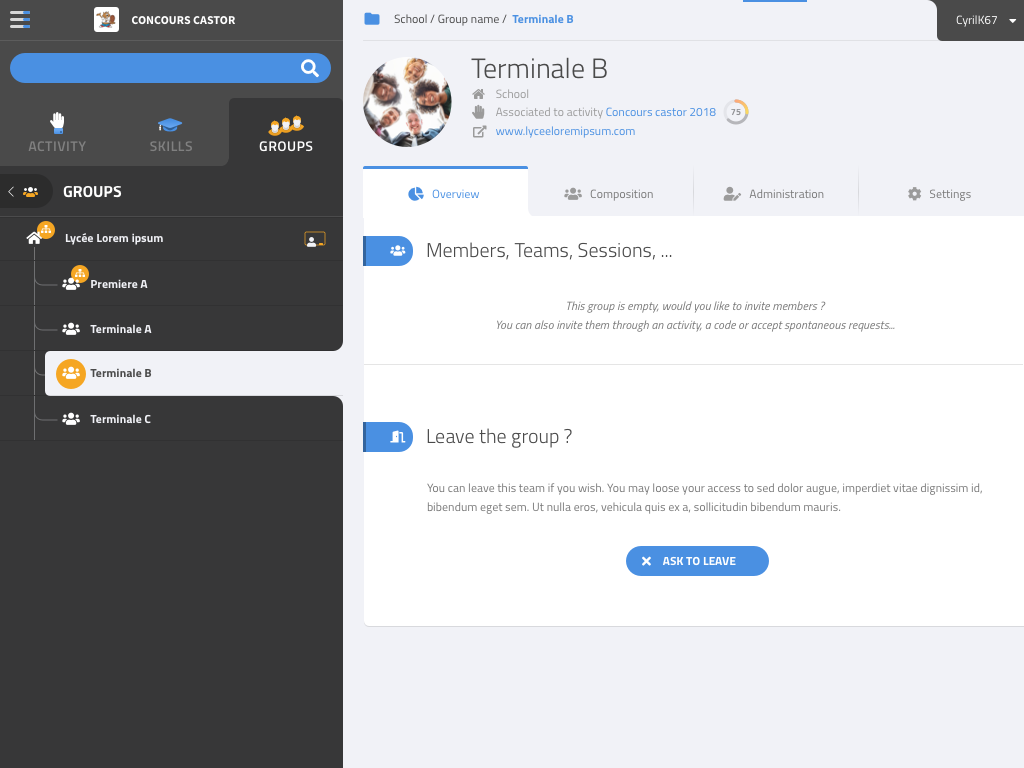 CONCOURS CASTOR
ACTIVITY
SKILLS
GROUPS
GROUPS
Lycée Lorem ipsum
Premiere A
Terminale A
Terminale B
Terminale C
School / Group name / Terminale B
CyrilK67
Terminale B
School
Associated to activity Concours castor 2018
75
www.lyceeloremipsum.com
Overview
Composition
Administration
Settings
Members, Teams, Sessions, ...
This group is empty, would you like to invite members ?
You can also invite them through an activity, a code or accept spontaneous requests...
Leave the group ?
You can leave this team if you wish. You may loose your access to sed dolor augue, imperdiet vitae dignissim id,
bibendum eget sem. Ut nulla eros, vehicula quis ex a, sollicitudin bibendum mauris.
ASK TO LEAVE